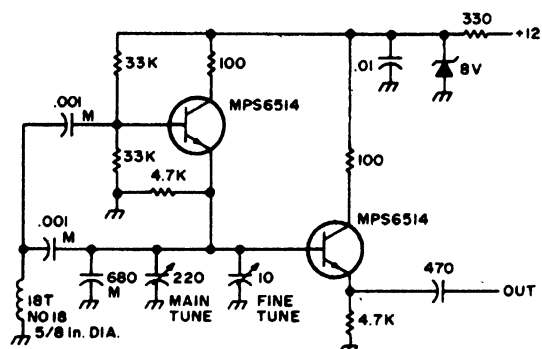 330
+12
33K
100
.01
8V
.001
M
MPS6514
33K
4.7K
100
.001
M
MPS6514
680
M
220
MAIN
TUNE
10
FINE
TUNE
470
OUT
18T
NO 18
5/8 in. DIA.
4.7K